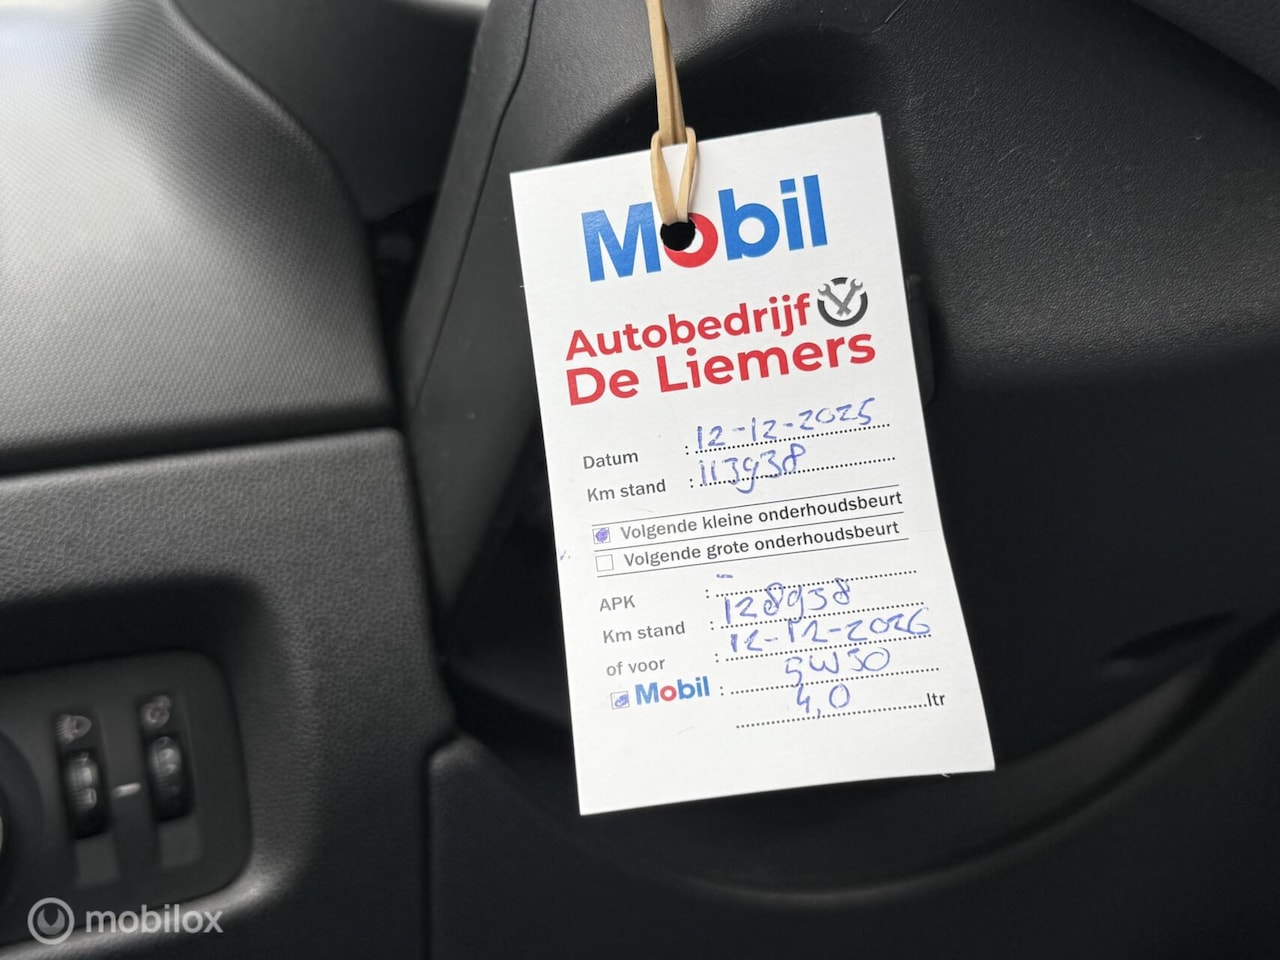 Mobil
Autobedrijf
De Liemers
Datum : 12-12-2025
Km stand : 113938
Volgende kleine onderhoudsbeurt
Volgende grote onderhoudsbeurt
APK :
Km stand : 128938
of voor : 12-12-2026
Mobil : 5W30
4,0 ltr
mobilox